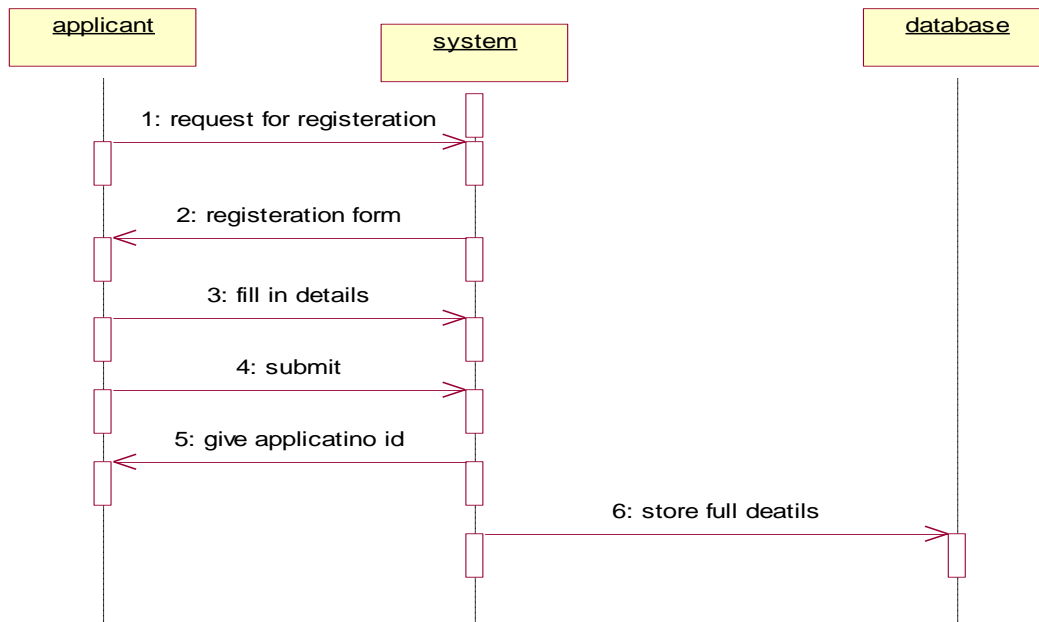 applicant
system
database
1: request for registeration
2: registeration form
3: fill in details
4: submit
5: give applicatino id
6: store full deatils